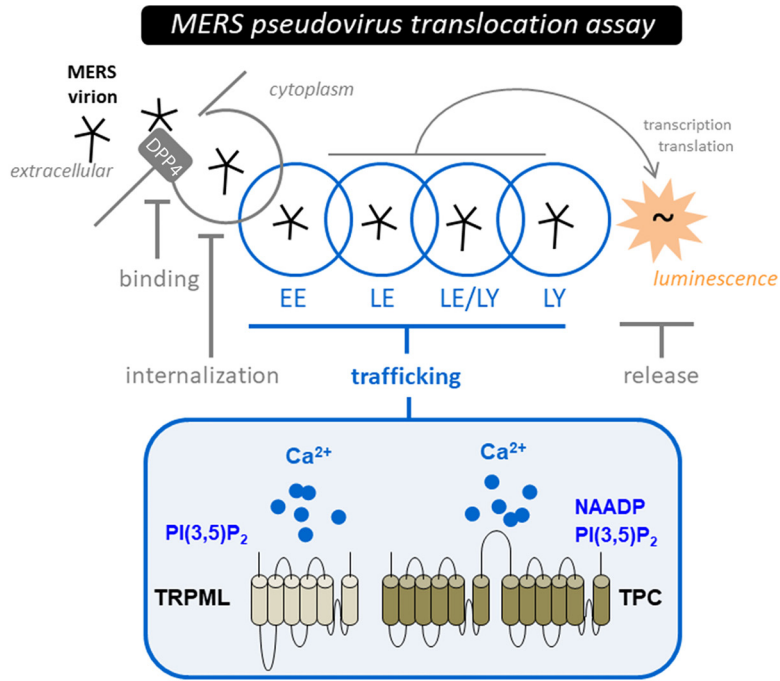 MERS pseudovirus translocation assay
MERS
virion
cytoplasm
transcription
translation
DPP4
extracellular
~
binding
EE
LE
LE/LY
LY
luminescence
internalization
trafficking
release
Ca2+
Ca2+
PI(3,5)P2
NAADP
PI(3,5)P2
TRPML
TPC